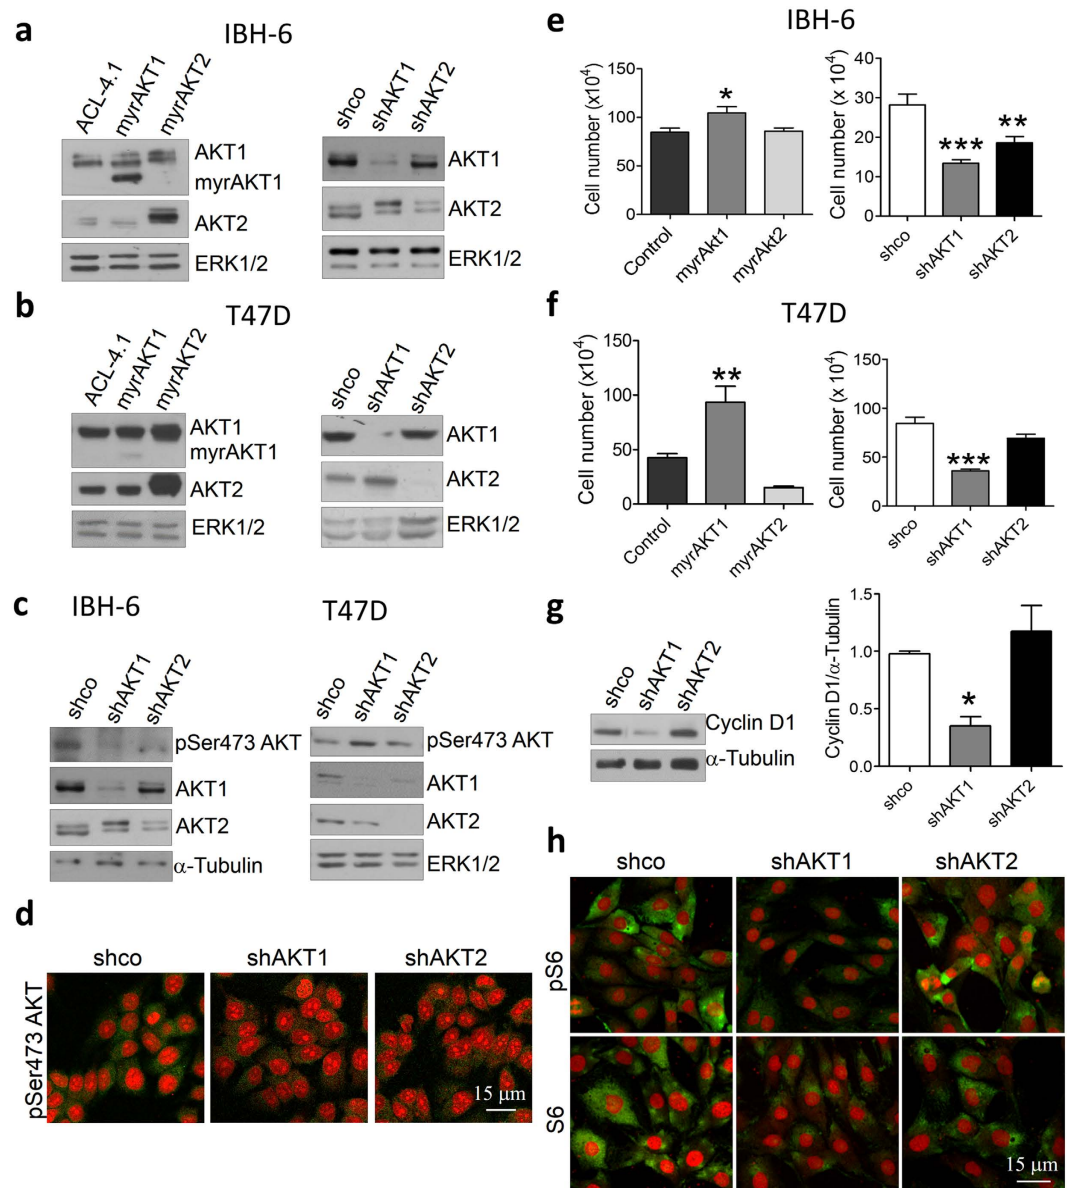 a
IBH-6
ACL-4.1 myrAKT1 myrAKT2
AKT1
myrAKT1
AKT2
ERK1/2
shco shAKT1 shAKT2
AKT1
AKT2
ERK1/2
b
T47D
ACL-4.1 myrAKT1 myrAKT2
AKT1
myrAKT1
AKT2
ERK1/2
shco shAKT1 shAKT2
AKT1
AKT2
ERK1/2
c
IBH-6
shco shAKT1 shAKT2
pSer473 AKT
AKT1
AKT2
α-Tubulin
T47D
shco shAKT1 shAKT2
pSer473 AKT
AKT1
AKT2
ERK1/2
d
shco shAKT1 shAKT2
pSer473 AKT
15 µm
e
IBH-6
Cell number (x10⁴)
150
100
50
0
*
Control myrAkt1 myrAkt2
Cell number (x 10⁴)
40
30
20
10
0
*** **
shco shAKT1 shAKT2
f
T47D
Cell number (x10⁴)
150
100
50
0
**
Control myrAKT1 myrAKT2
Cell number (x 10⁴)
150
100
50
0
***
shco shAKT1 shAKT2
g
shco shAKT1 shAKT2
Cyclin D1
α-Tubulin
Cyclin D1/α-Tubulin
1.5
1.0
0.5
0.0
*
shco shAKT1 shAKT2
h
shco shAKT1 shAKT2
pS6
S6
15 µm